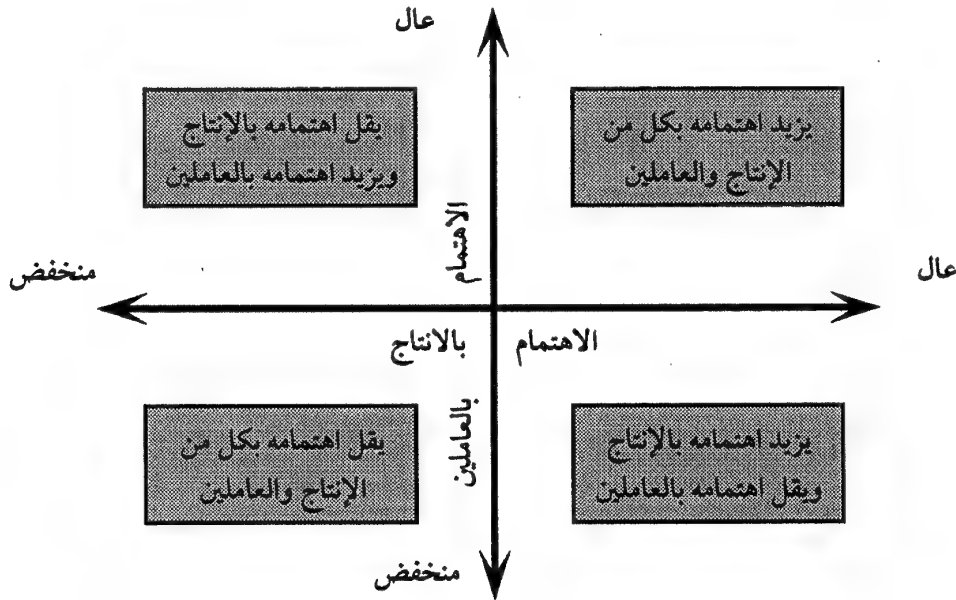 عال
يزيد اهتمامه بكل من
الإنتاج والعاملين
يقل اهتمامه بالإنتاج
ويزيد اهتمامه بالعاملين
الاهتمام
عال
منخفض
الاهتمام بالانتاج
بالعاملين
يزيد اهتمامه بالإنتاج
ويقل اهتمامه بالعاملين
يقل اهتمامه بكل من
الإنتاج والعاملين
منخفض